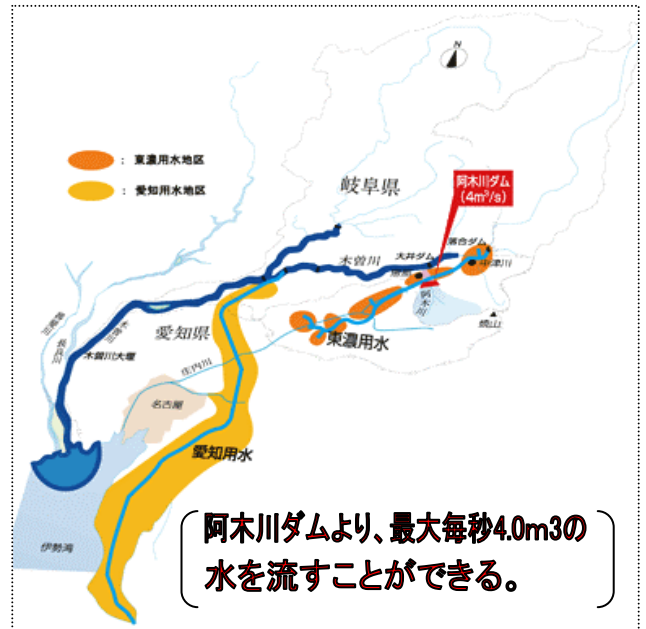 N
：東濃用水地区
：愛知用水地区
岐阜県
阿木川ダム
(4m³/s)
落合ダム
大井ダム
木曽川
中津川
恵那
阿木川
焼山
東濃用水
愛知県
木曽川
長良川
揖斐川
木曽川大堰
庄内川
名古屋
愛知用水
伊勢湾
阿木川ダムより、最大毎秒4.0m3の
水を流すことができる。